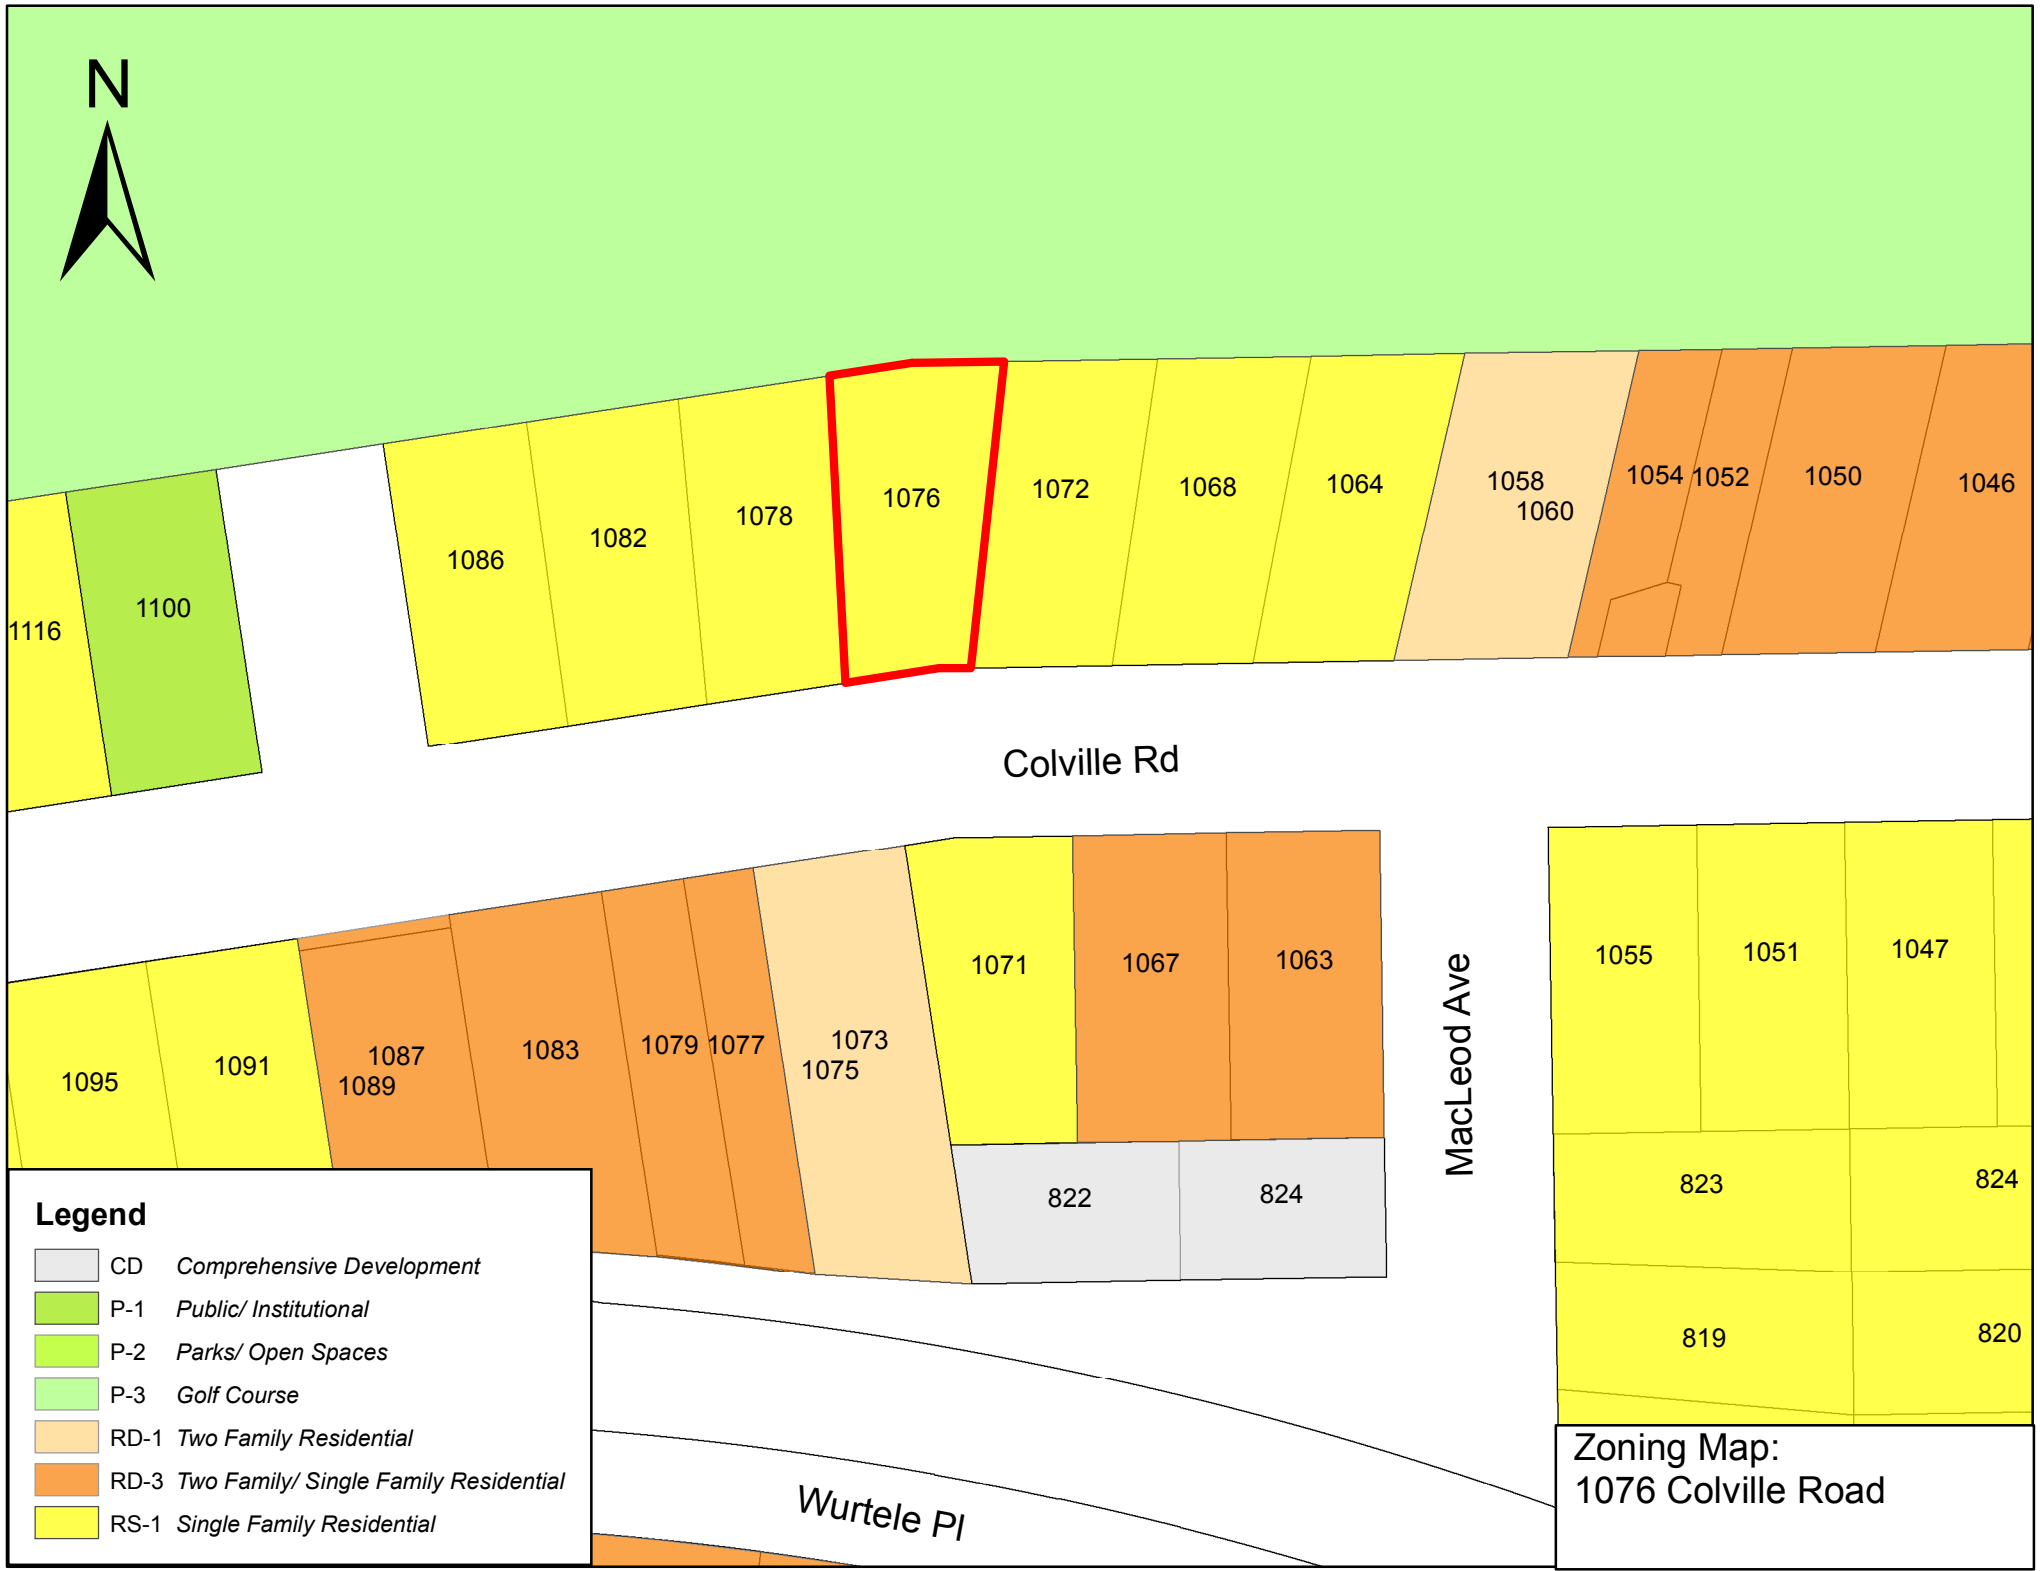 N
1086
1082
1078
1076
1072
1068
1064
1058
1060
1054
1052
1050
1046
1116
1100
Colville Rd
1095
1091
1087
1089
1083
1079
1077
1073
1075
1071
1067
1063
MacLeod Ave
1055
1051
1047
822
824
823
824
819
820
Legend
CD Comprehensive Development
P-1 Public/ Institutional
P-2 Parks/ Open Spaces
P-3 Golf Course
RD-1 Two Family Residential
RD-3 Two Family/ Single Family Residential
RS-1 Single Family Residential
Wurtele Pl
Zoning Map:
1076 Colville Road